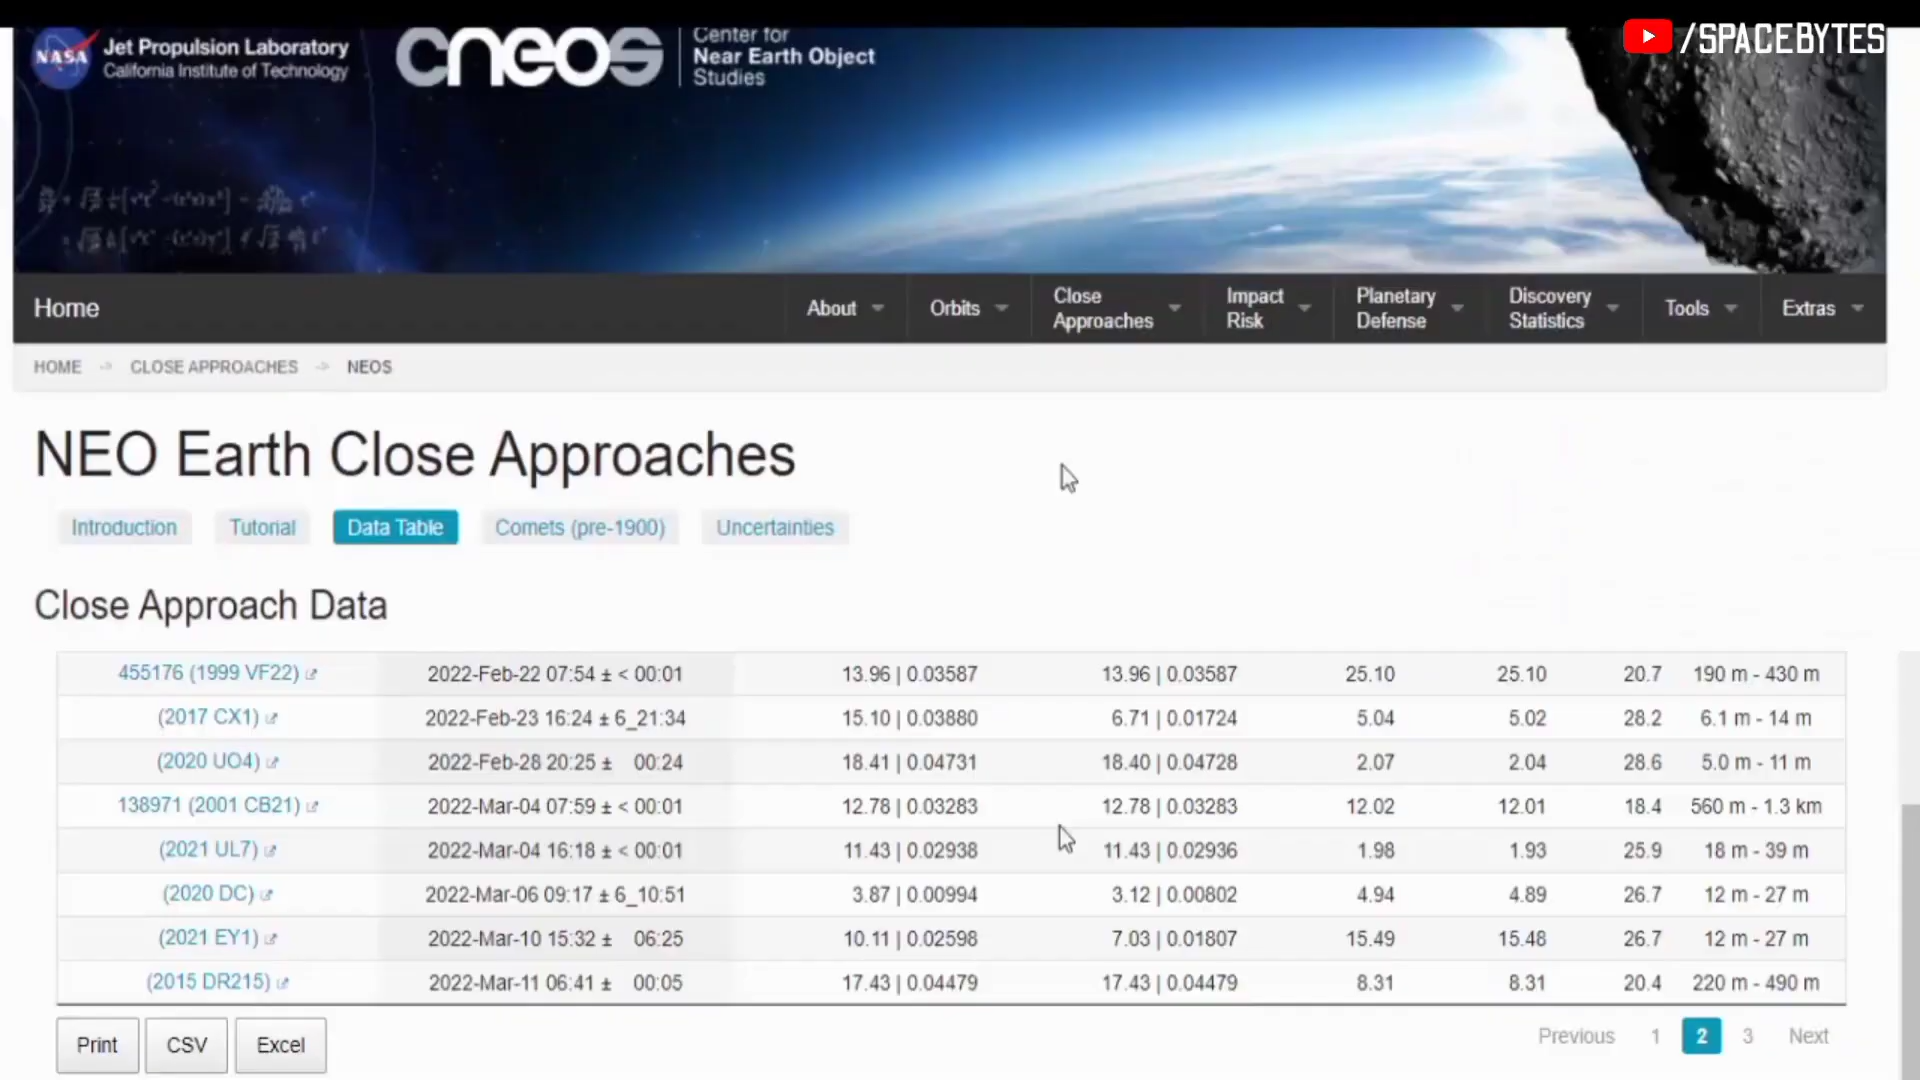 /SPACEBYTES
NASA
Jet Propulsion Laboratory
California Institute of Technology
cneos
Center for
Near Earth Object
Studies
Home
About
Orbits
Close
Approaches
Impact
Risk
Planetary
Defense
Discovery
Statistics
Tools
Extras
HOME -> CLOSE APPROACHES -> NEOS
NEO Earth Close Approaches
Introduction Tutorial Data Table Comets (pre-1900) Uncertainties
Close Approach Data
455176 (1999 VF22) 2022-Feb-22 07:54 ± < 00:01 13.96 | 0.03587 13.96 | 0.03587 25.10 25.10 20.7 190 m - 430 m
(2017 CX1) 2022-Feb-23 16:24 ± 6_21:34 15.10 | 0.03880 6.71 | 0.01724 5.04 5.02 28.2 6.1 m - 14 m
(2020 UO4) 2022-Feb-28 20:25 ± 00:24 18.41 | 0.04731 18.40 | 0.04728 2.07 2.04 28.6 5.0 m - 11 m
138971 (2001 CB21) 2022-Mar-04 07:59 ± < 00:01 12.78 | 0.03283 12.78 | 0.03283 12.02 12.01 18.4 560 m - 1.3 km
(2021 UL7) 2022-Mar-04 16:18 ± < 00:01 11.43 | 0.02938 11.43 | 0.02936 1.98 1.93 25.9 18 m - 39 m
(2020 DC) 2022-Mar-06 09:17 ± 6_10:51 3.87 | 0.00994 3.12 | 0.00802 4.94 4.89 26.7 12 m - 27 m
(2021 EY1) 2022-Mar-10 15:32 ± 06:25 10.11 | 0.02598 7.03 | 0.01807 15.49 15.48 26.7 12 m - 27 m
(2015 DR215) 2022-Mar-11 06:41 ± 00:05 17.43 | 0.04479 17.43 | 0.04479 8.31 8.31 20.4 220 m - 490 m
Print CSV Excel
Previous 1 2 3 Next